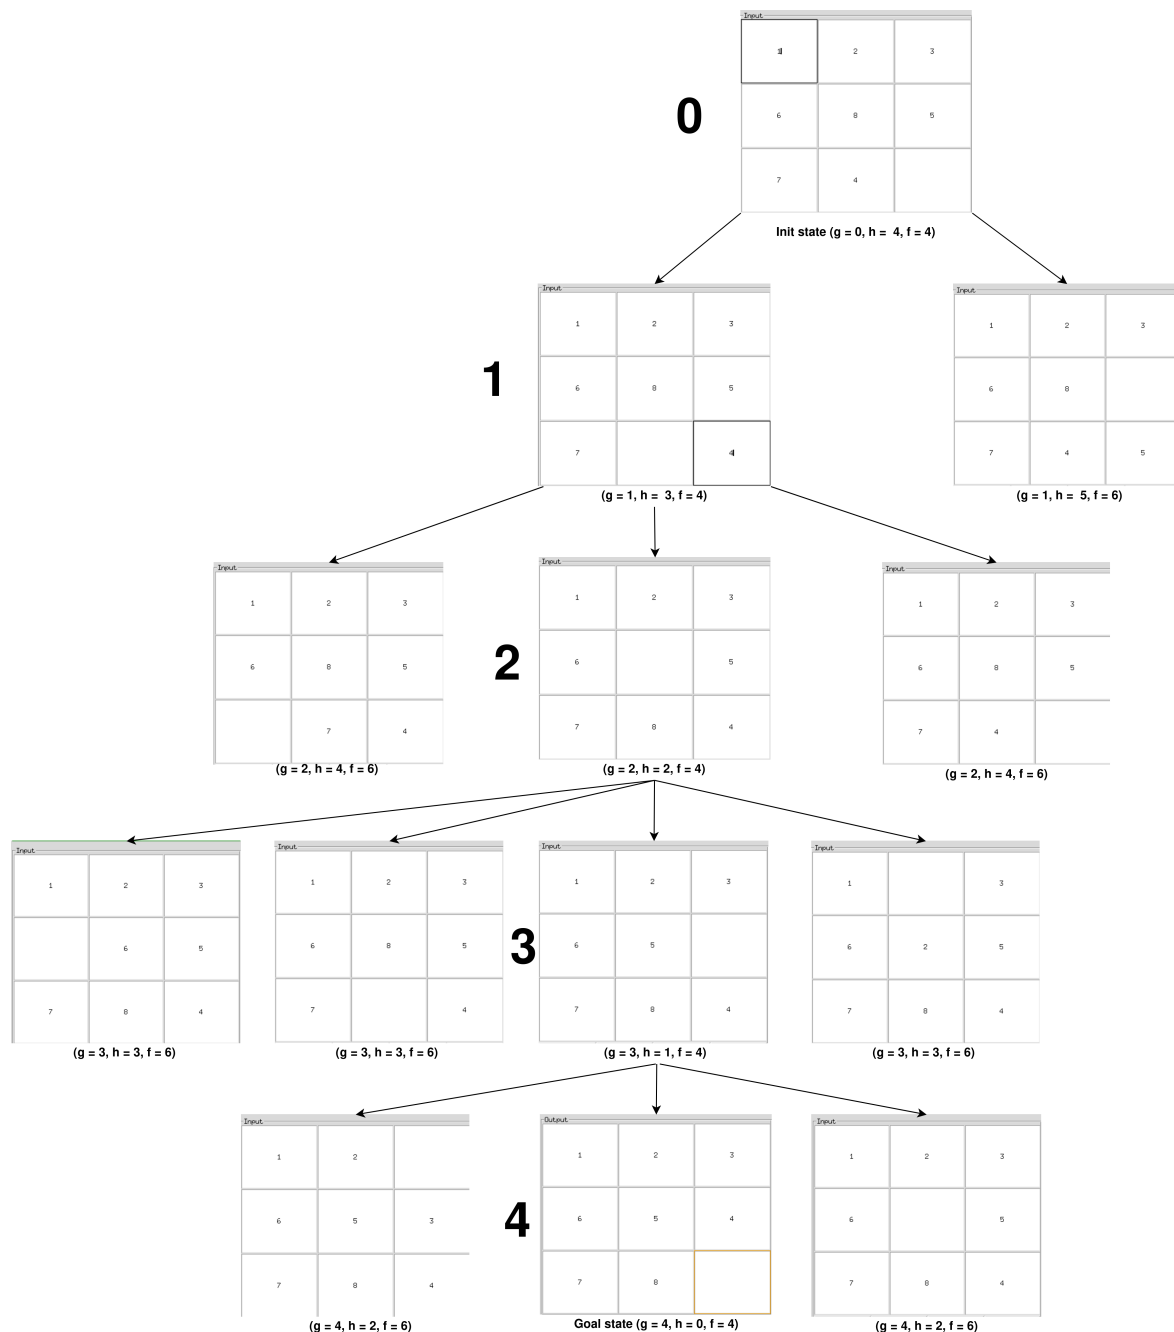 Input
1 2 3
0
6 8 5
7 4
Init state (g = 0, h = 4, f = 4)
Input
1 2 3
1
6 8 5
7 4
(g = 1, h = 3, f = 4)
Input
1 2 3
6 8
7 4 5
(g = 1, h = 5, f = 6)
Input
1 2 3
6 8 5
7 4
(g = 2, h = 4, f = 6)
2
Input
1 2 3
6 5
7 8 4
(g = 2, h = 2, f = 4)
Input
1 2 3
6 8 5
7 4
(g = 2, h = 4, f = 6)
Input
1 2 3
6 5
7 8 4
(g = 3, h = 3, f = 6)
Input
1 2 3
6 8 5
7 4
(g = 3, h = 3, f = 6)
3
Input
1 2 3
6 5
7 8 4
(g = 3, h = 1, f = 4)
Input
1 3
6 2 5
7 8 4
(g = 3, h = 3, f = 6)
Input
1 2
6 5 3
7 8 4
(g = 4, h = 2, f = 6)
4
Output
1 2 3
6 5 4
7 8
Goal state (g = 4, h = 0, f = 4)
Input
1 2 3
6 5
7 8 4
(g = 4, h = 2, f = 6)